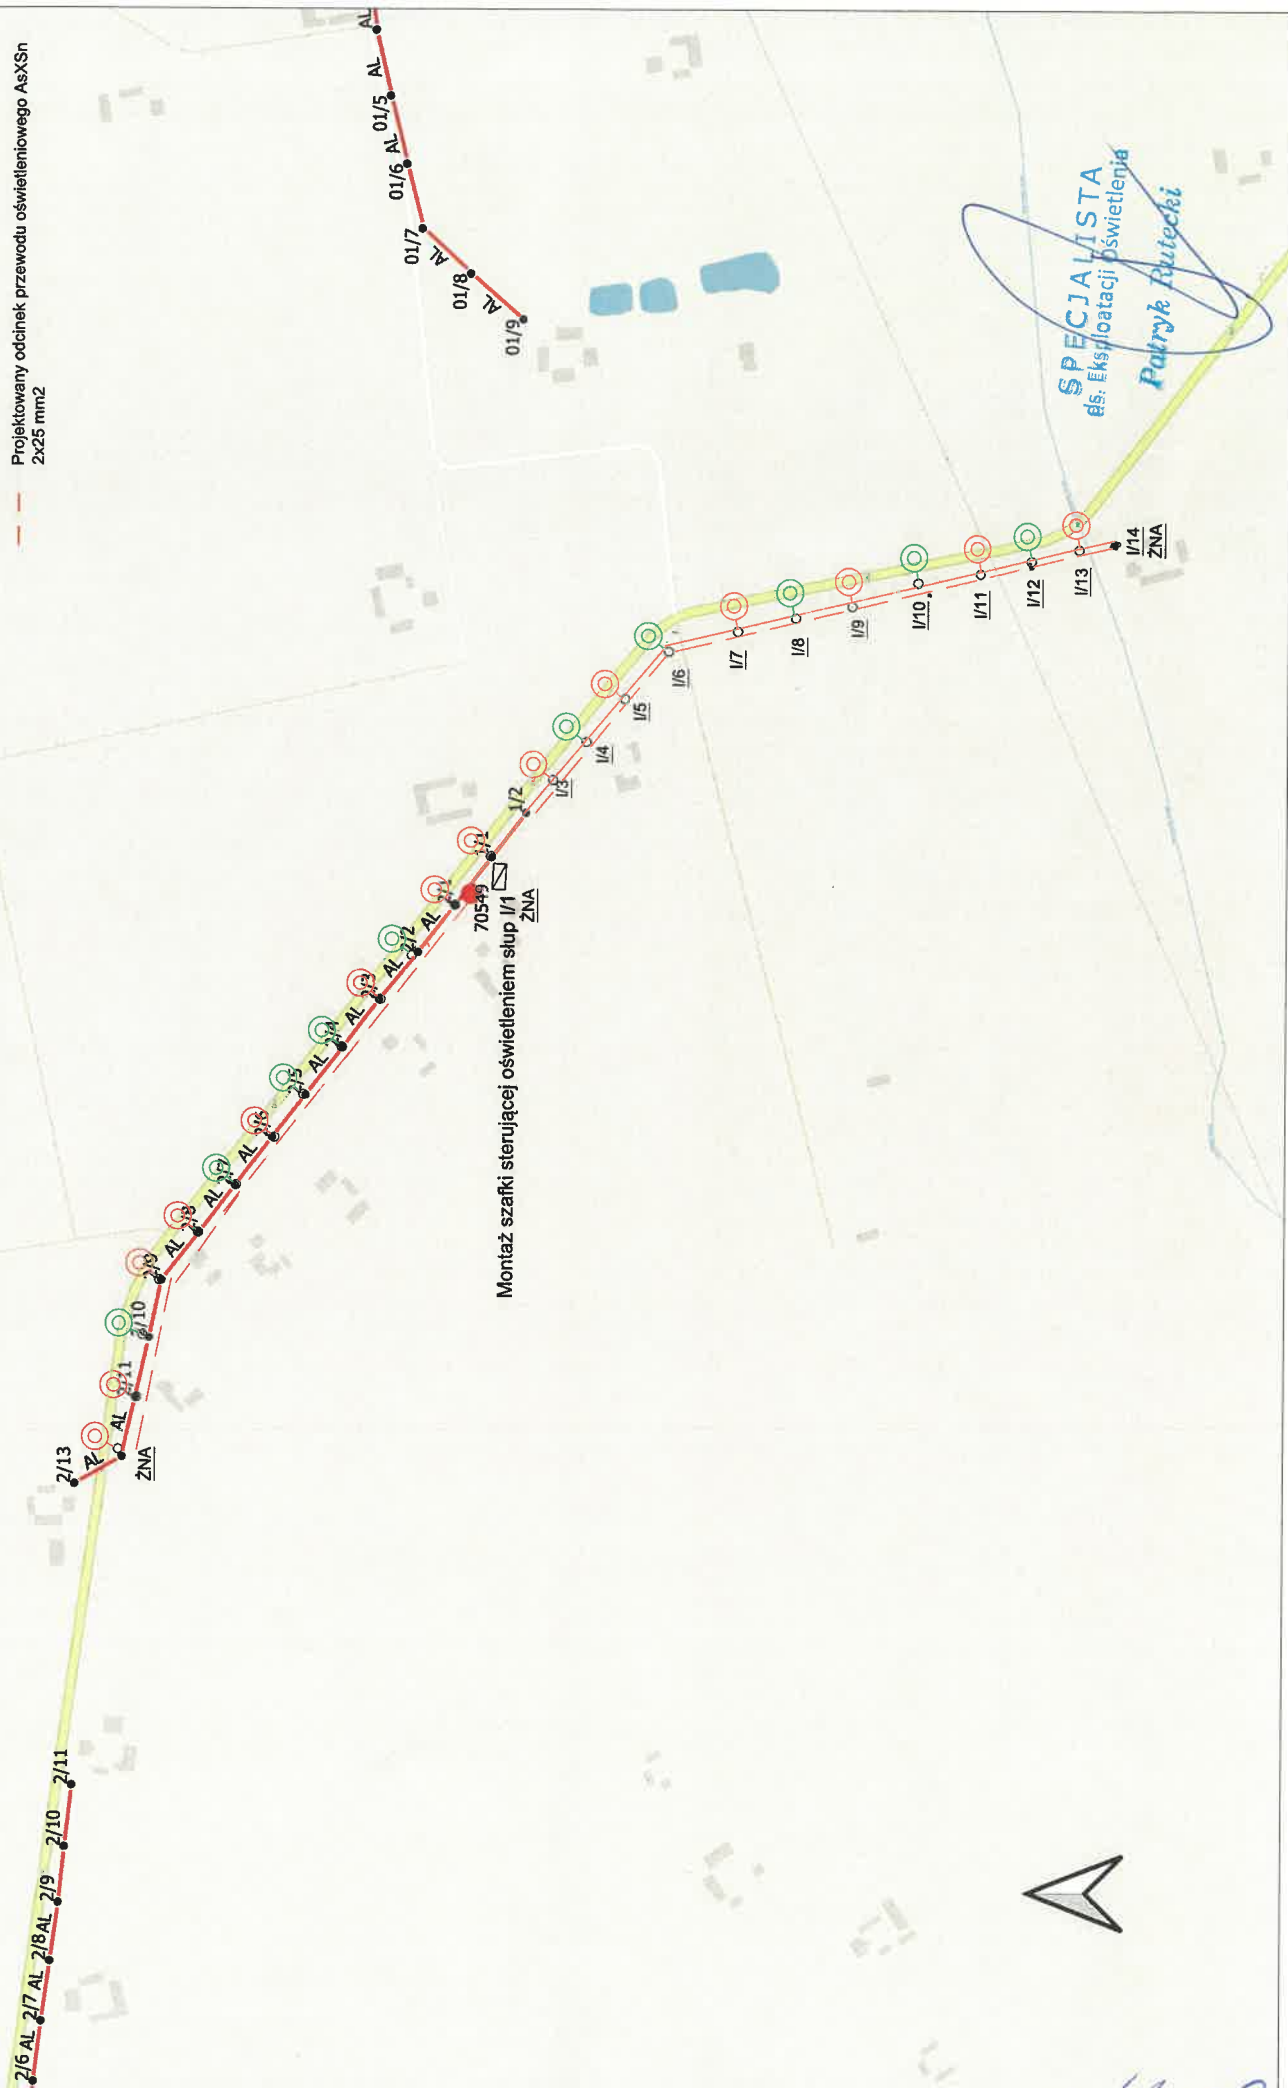 Projektowany odcinek przewodu oświetleniowego AsXSn
2x25 mm2
AL
AL
01/5
AL
01/6
01/7
AL
01/8
AL
01/9
SPECJALISTA
ds. Eksploatacji Oświetlenia
Patryk Rutecki
I/14
ŻNA
I/13
I/12
I/11
I/10
I/9
I/8
I/7
I/6
I/5
I/4
I/3
1/2
1/1
70549
Montaż szafki sterującej oświetleniem słup I/1
ŻNA
2/1
AL
2/2
AL
2/3
AL
2/4
AL
2/5
AL
2/6
AL
2/7
AL
2/8
AL
2/9
2/10
2/11
AL
ŻNA
AL
2/13
2/11
2/10
2/9
AL
2/8
AL
2/7
AL
2/6